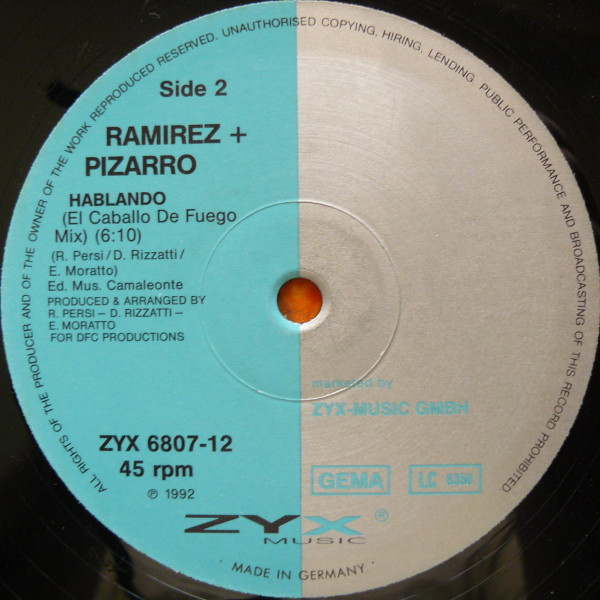 ALL RIGHTS OF THE PRODUCER AND OF THE OWNER OF THE WORK REPRODUCED RESERVED. UNAUTHORISED COPYING, HIRING, LENDING, PUBLIC PERFORMANCE AND BROADCASTING OF THIS RECORD PROHIBITED.
Side 2
RAMIREZ +
PIZARRO
HABLANDO
(El Caballo De Fuego
Mix) (6:10)
(R. Persi / D. Rizzatti /
E. Moratto)
Ed. Mus. Camaleonte
PRODUCED & ARRANGED BY
R. PERSI – D. RIZZATTI –
E. MORATTO
FOR DFC PRODUCTIONS
marketed by
ZYX-MUSIC GMBH
ZYX 6807-12
45 rpm
GEMA
LC 6350
℗ 1992
ZYX ®
MUSIC
· MADE IN GERMANY ·